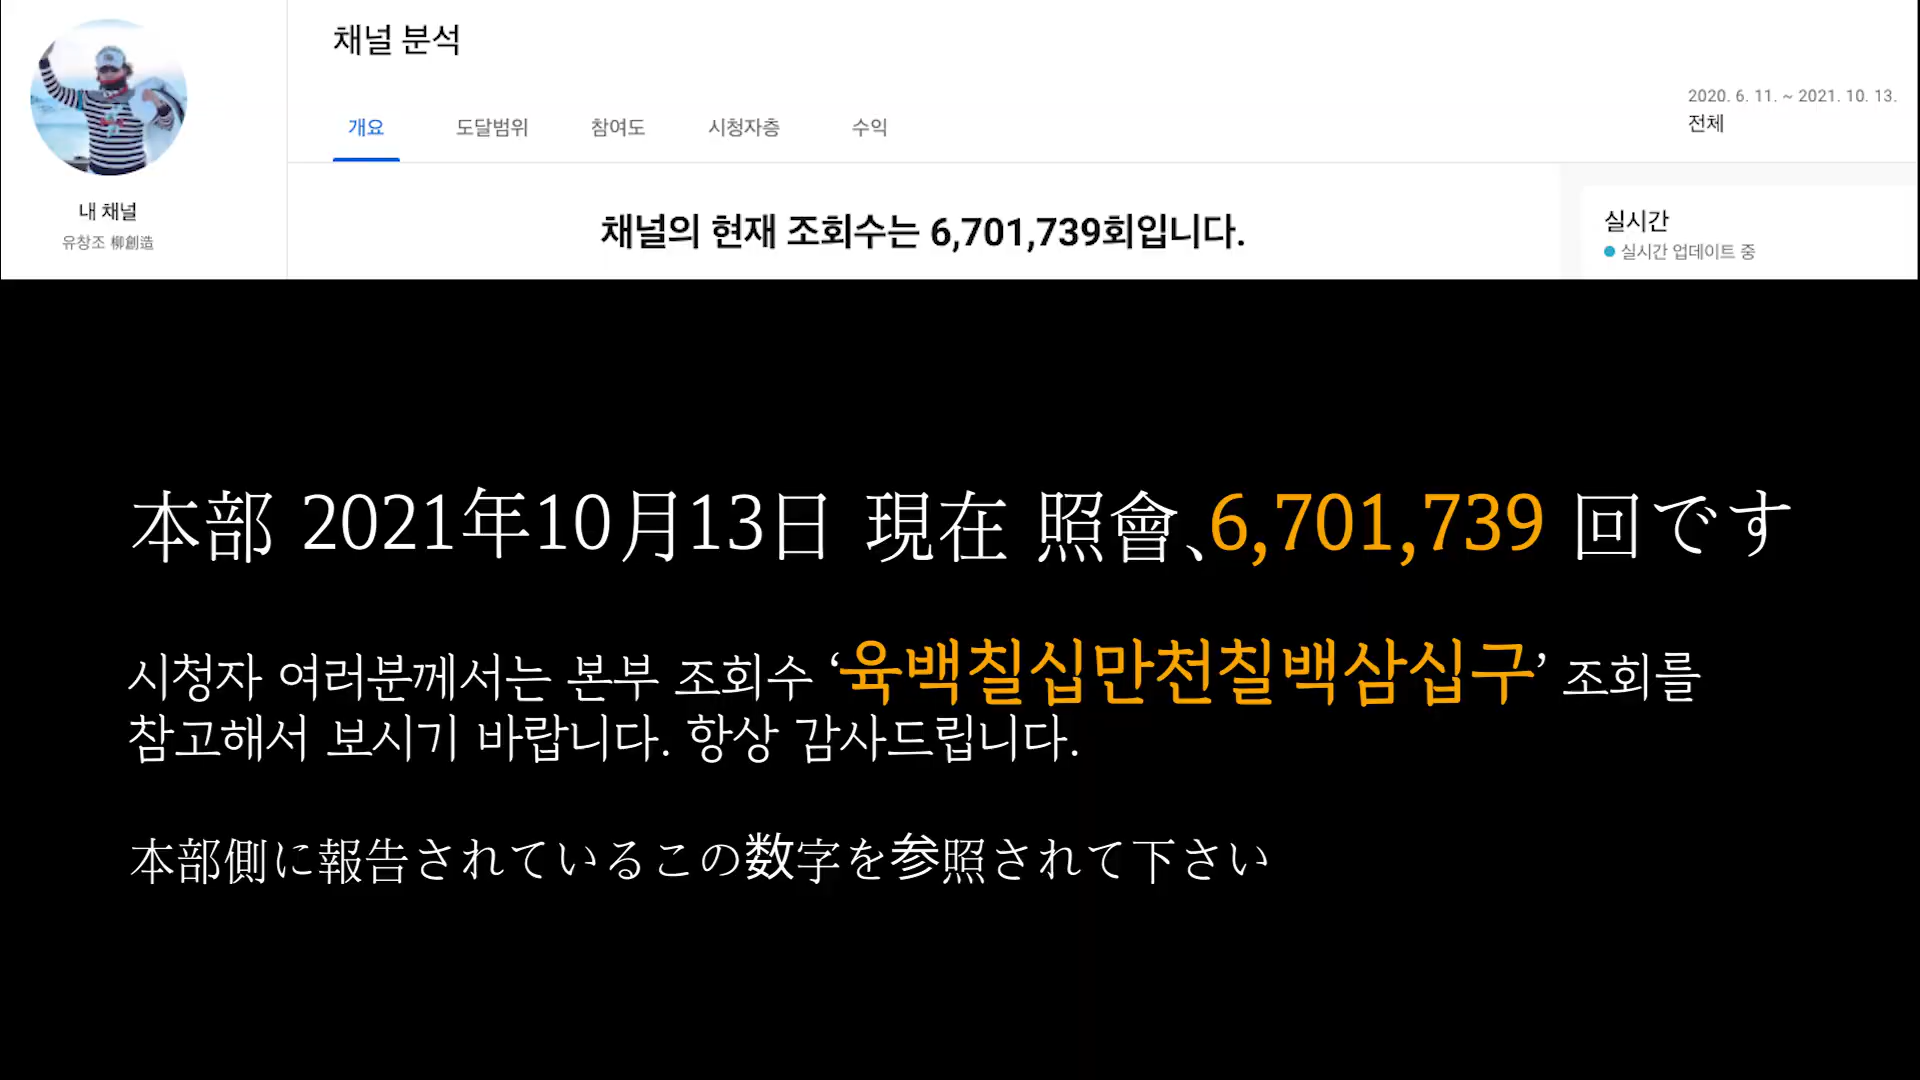 채널 분석
2020. 6. 11. ~ 2021. 10. 13.
전체
개요 도달범위 참여도 시청자층 수익
내 채널
유창조 柳創造
채널의 현재 조회수는 6,701,739회입니다.
실시간
실시간 업데이트 중
本部 2021年10月13日 現在 照會、6,701,739 回です
시청자 여러분께서는 본부 조회수 ‘육백칠십만천칠백삼십구’ 조회를
참고해서 보시기 바랍니다. 항상 감사드립니다.
本部側に報告されているこの数字を参照されて下さい